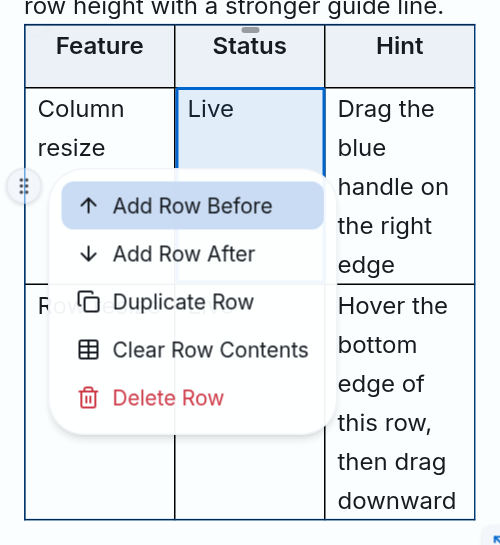 row height with a stronger guide line.
Feature Status Hint
Column
resize
Live
Drag the
blue
handle on
the right
edge
Add Row Before
Add Row After
Duplicate Row
Clear Row Contents
Delete Row
Hover the
bottom
edge of
this row,
then drag
downward